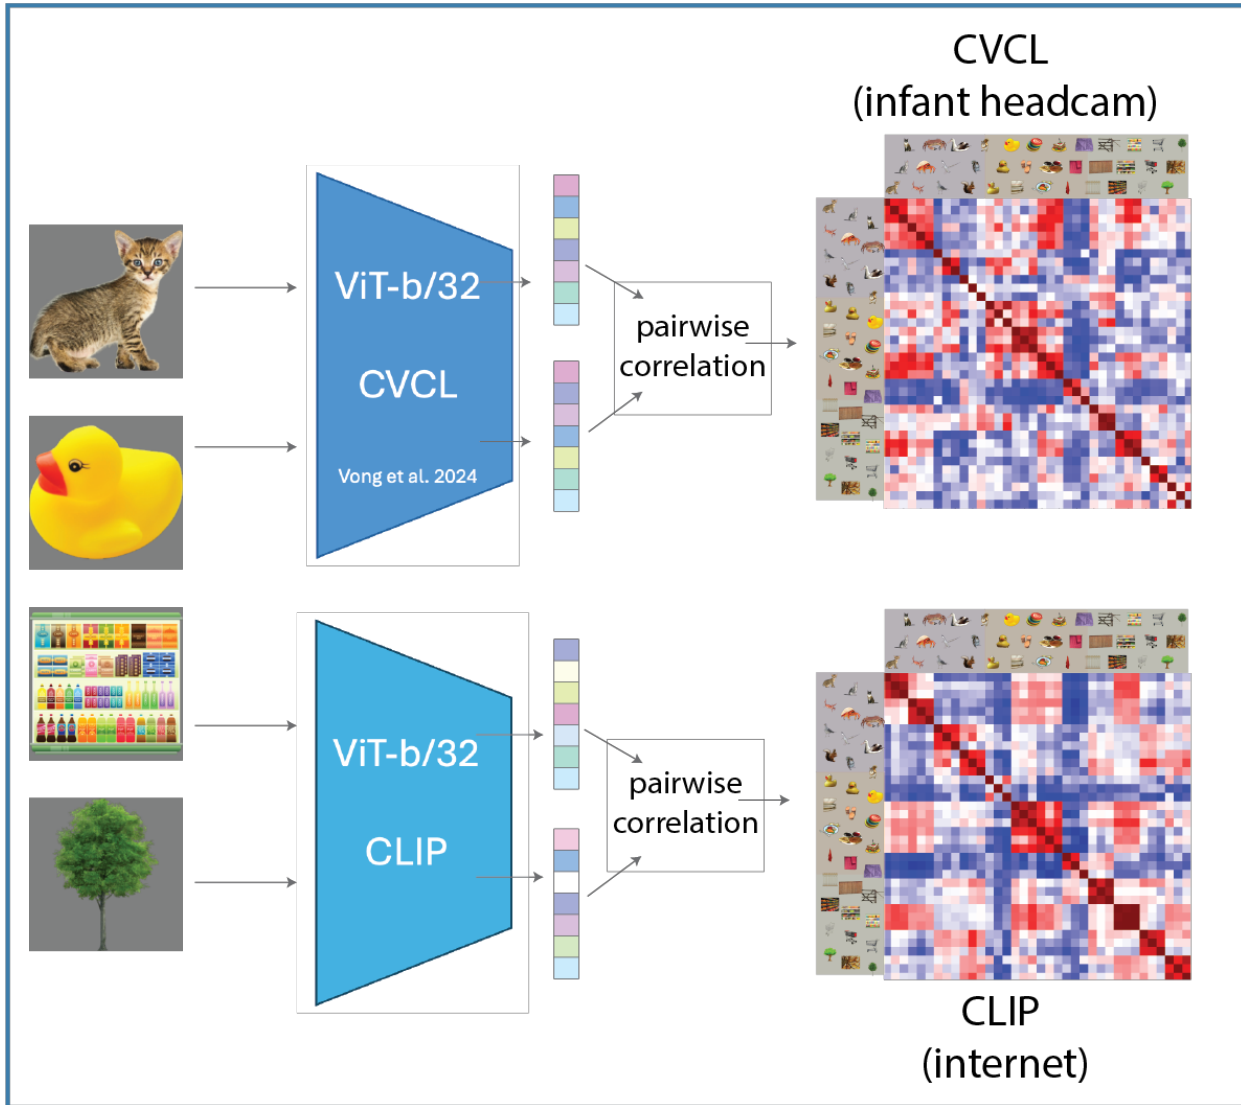 CVCL
(infant headcam)
ViT-b/32
CVCL
Vong et al. 2024
pairwise
correlation
ViT-b/32
CLIP
pairwise
correlation
CLIP
(internet)